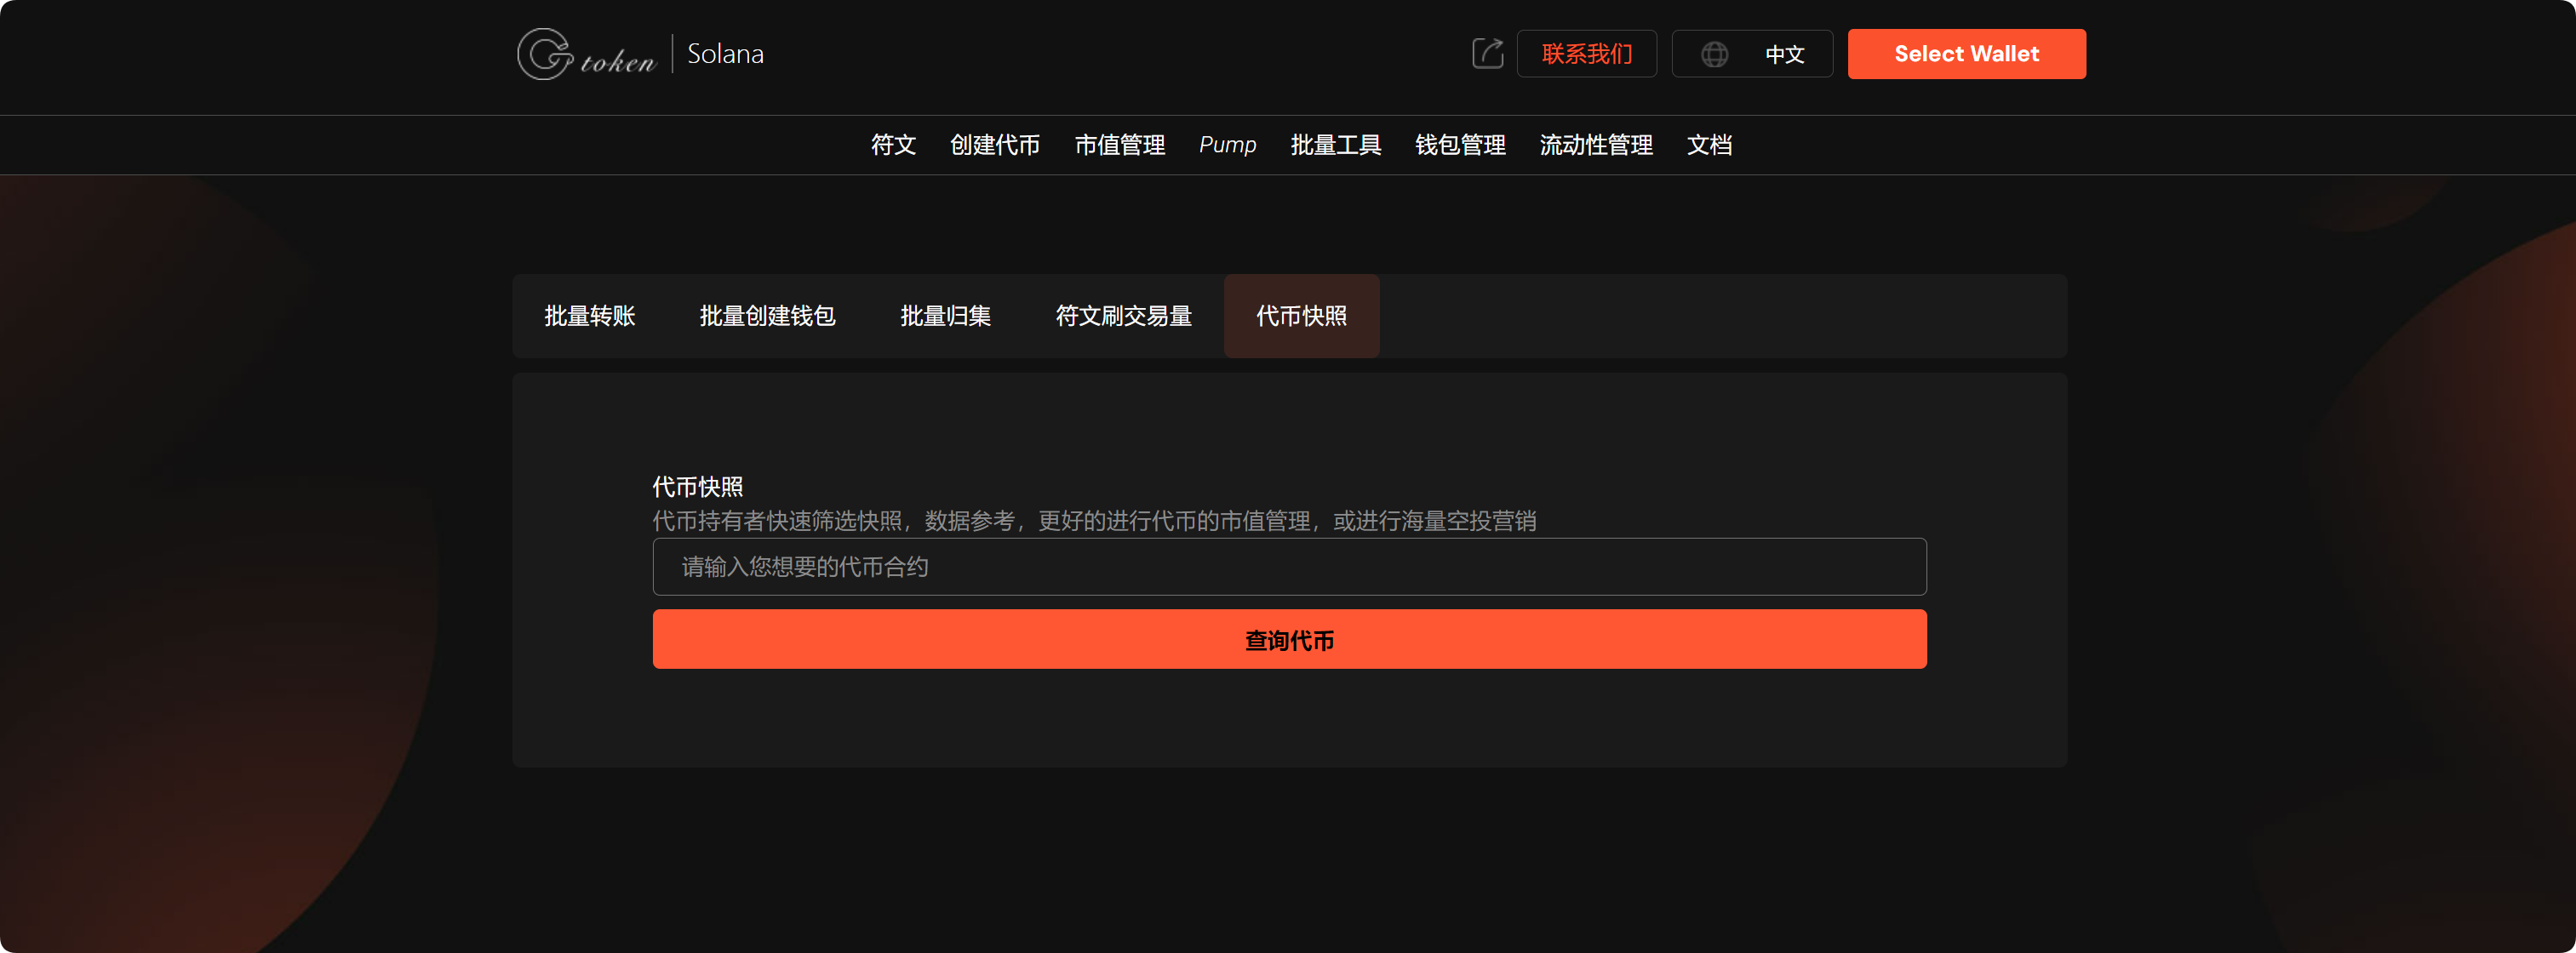 Gtoken | Solana
联系我们
中文
Select Wallet
符文 创建代币 市值管理 Pump 批量工具 钱包管理 流动性管理 文档
批量转账 批量创建钱包 批量归集 符文刷交易量 代币快照
代币快照
代币持有者快速筛选快照，数据参考，更好的进行代币的市值管理，或进行海量空投营销
请输入您想要的代币合约
查询代币